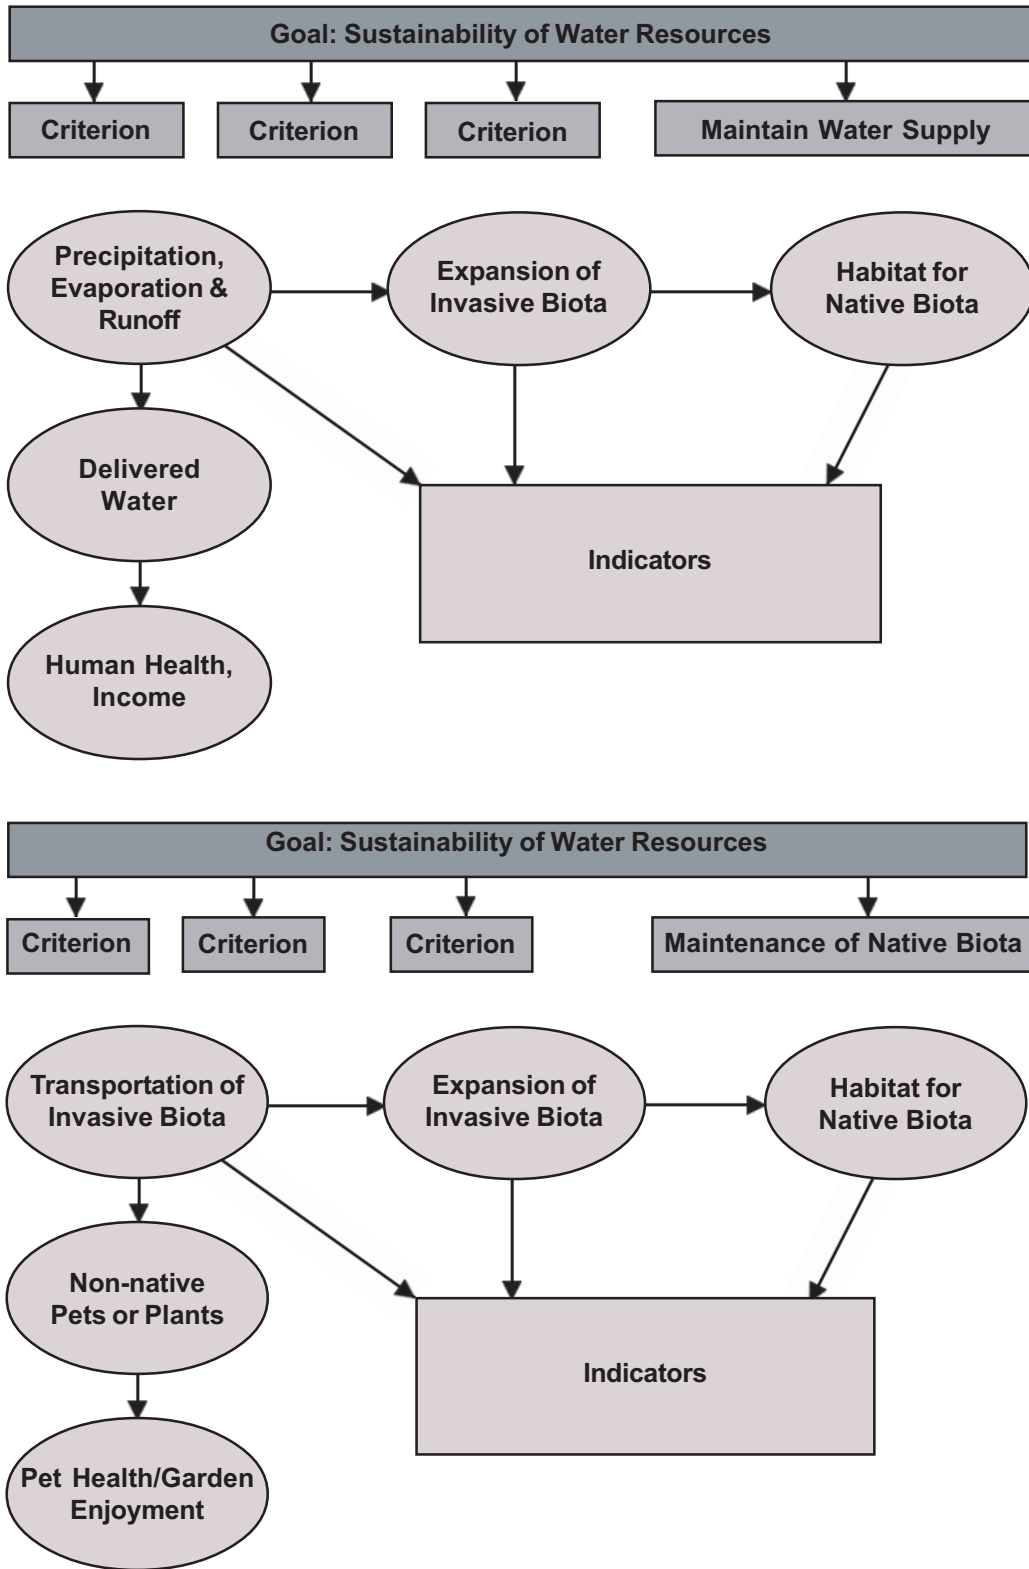 Goal: Sustainability of Water Resources
Criterion
Criterion
Criterion
Maintain Water Supply
Precipitation,
Evaporation &
Runoff
Expansion of
Invasive Biota
Habitat for
Native Biota
Delivered
Water
Indicators
Human Health,
Income
Goal: Sustainability of Water Resources
Criterion
Criterion
Criterion
Maintenance of Native Biota
Transportation of
Invasive Biota
Expansion of
Invasive Biota
Habitat for
Native Biota
Non-native
Pets or Plants
Indicators
Pet Health/Garden
Enjoyment